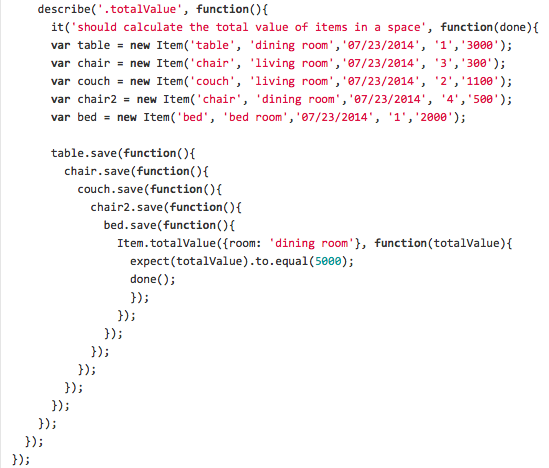 describe('.totalValue', function(){
it('should calculate the total value of items in a space', function(done){
var table = new Item('table', 'dining room','07/23/2014', '1','3000');
var chair = new Item('chair', 'living room','07/23/2014', '3','300');
var couch = new Item('couch', 'living room','07/23/2014', '2','1100');
var chair2 = new Item('chair', 'dining room','07/23/2014', '4','500');
var bed = new Item('bed', 'bed room','07/23/2014', '1','2000');
table.save(function(){
chair.save(function(){
couch.save(function(){
chair2.save(function(){
bed.save(function(){
Item.totalValue({room: 'dining room'}, function(totalValue){
expect(totalValue).to.equal(5000);
done();
});
});
});
});
});
});
});
});
});
});